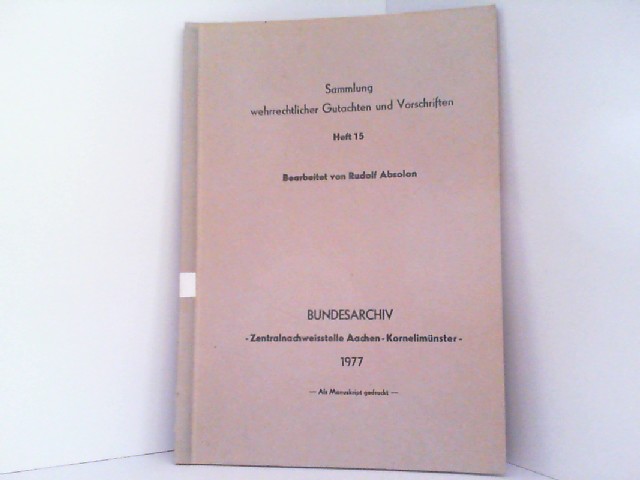 Sammlung
wehrrechtlicher Gutachten und Vorschriften
Heft 15
Bearbeitet von Rudolf Absolon
BUNDESARCHIV
-Zentralnachweisstelle Aachen-Kornelimünster-
1977
— Als Manuskript gedruckt —